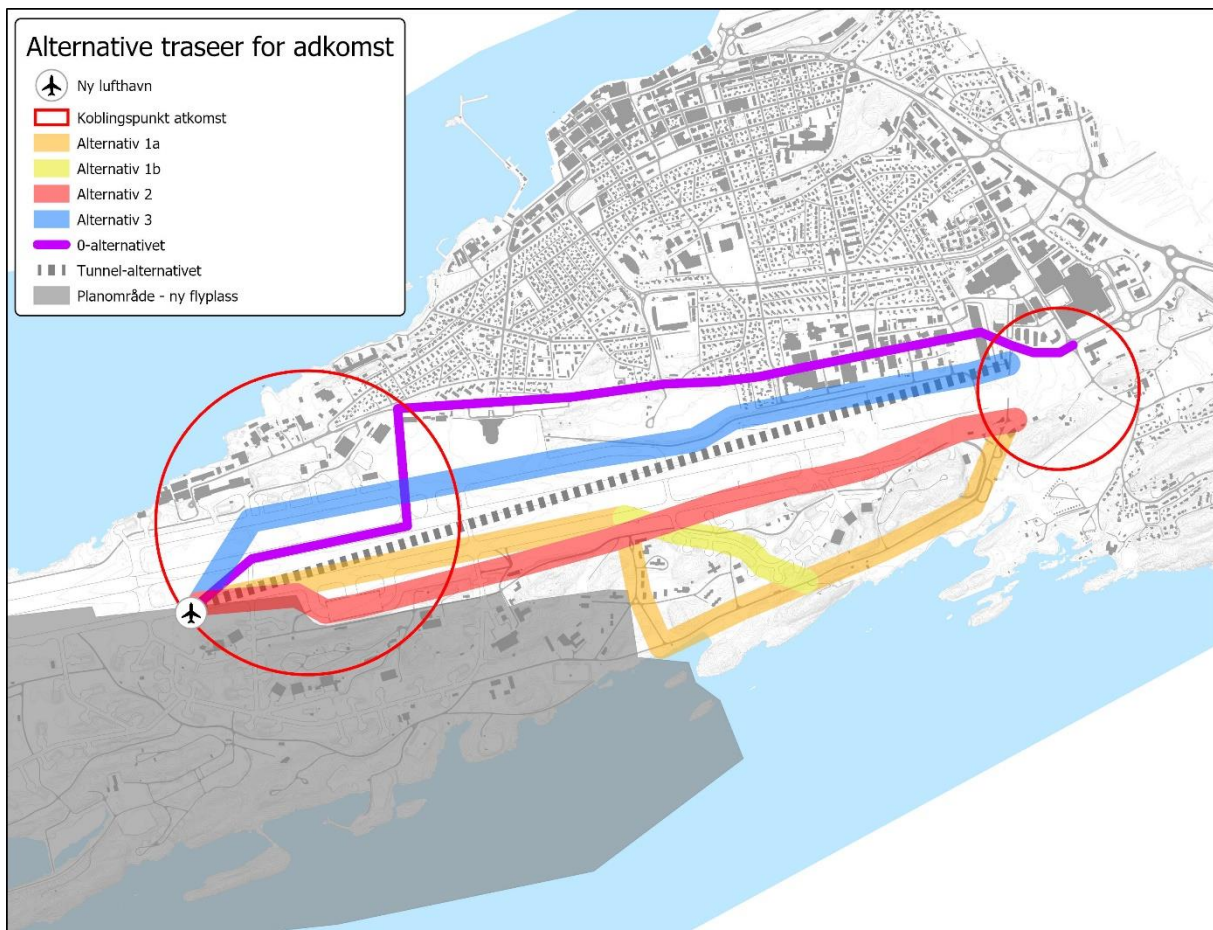 Alternative traseer for adkomst
Ny lufthavn
Koblingspunkt atkomst
Alternativ 1a
Alternativ 1b
Alternativ 2
Alternativ 3
0-alternativet
Tunnel-alternativet
Planområde - ny flyplass